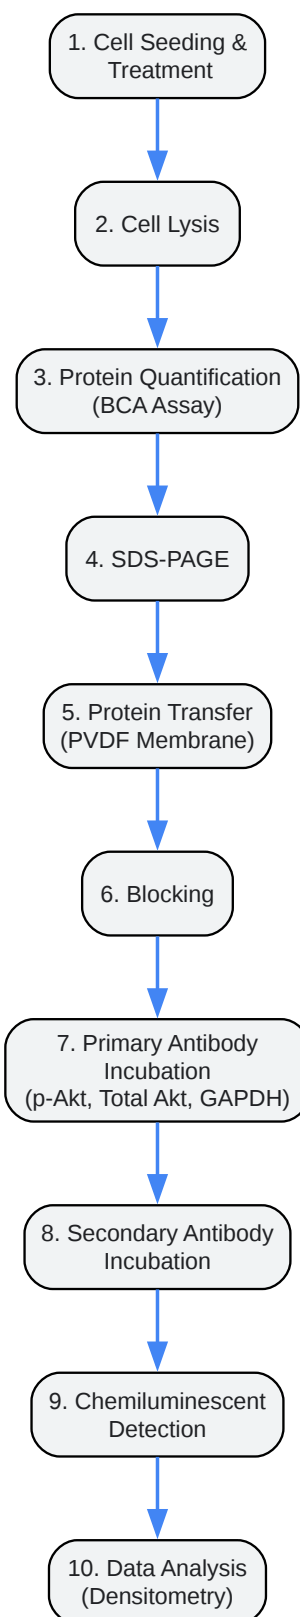 1. Cell Seeding &
Treatment
2. Cell Lysis
3. Protein Quantification
(BCA Assay)
4. SDS-PAGE
5. Protein Transfer
(PVDF Membrane)
6. Blocking
7. Primary Antibody
Incubation
(p-Akt, Total Akt, GAPDH)
8. Secondary Antibody
Incubation
9. Chemiluminescent
Detection
10. Data Analysis
(Densitometry)